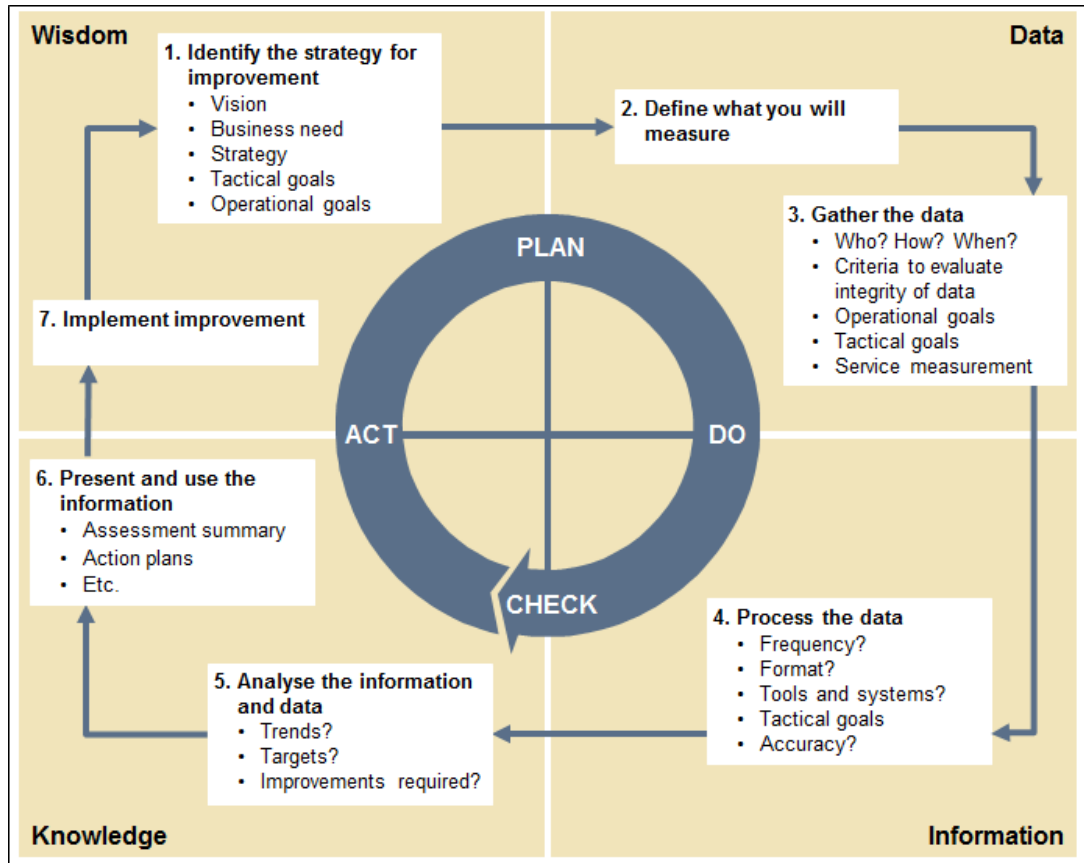 Wisdom
Data
1. Identify the strategy for
improvement
• Vision
• Business need
• Strategy
• Tactical goals
• Operational goals
2. Define what you will
measure
3. Gather the data
• Who? How? When?
• Criteria to evaluate
integrity of data
• Operational goals
• Tactical goals
• Service measurement
PLAN
DO
CHECK
ACT
4. Process the data
• Frequency?
• Format?
• Tools and systems?
• Tactical goals
• Accuracy?
5. Analyse the information
and data
• Trends?
• Targets?
• Improvements required?
6. Present and use the
information
• Assessment summary
• Action plans
• Etc.
7. Implement improvement
Knowledge
Information